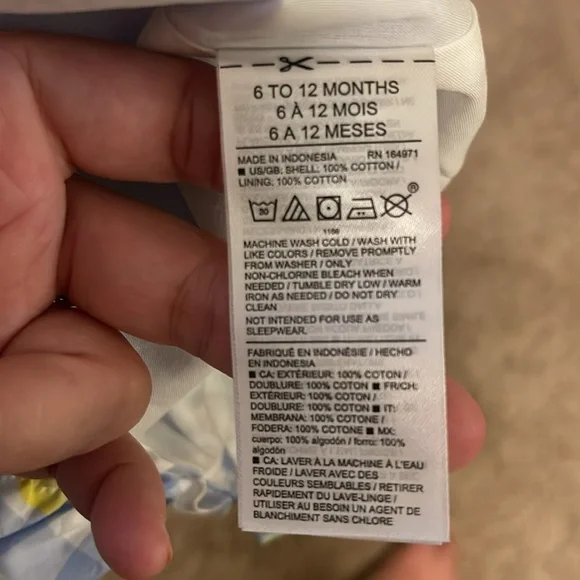 6 TO 12 MONTHS
6 À 12 MOIS
6 A 12 MESES
MADE IN INDONESIA RN 164971
■ US/GB: SHELL: 100% COTTON /
LINING: 100% COTTON
30
®
1186
MACHINE WASH COLD / WASH WITH
LIKE COLORS / REMOVE PROMPTLY
FROM WASHER / ONLY
NON-CHLORINE BLEACH WHEN
NEEDED / TUMBLE DRY LOW / WARM
IRON AS NEEDED / DO NOT DRY
CLEAN
NOT INTENDED FOR USE AS
SLEEPWEAR.
FABRIQUÉ EN INDONÉSIE / HECHO
EN INDONESIA
■ CA: EXTÉRIEUR: 100% COTON /
DOUBLURE: 100% COTON ■ FR/CH:
EXTÉRIEUR: 100% COTON /
DOUBLURE: 100% COTON ■ IT:
MEMBRANA: 100% COTONE /
FODERA: 100% COTONE ■ MX:
cuerpo: 100% algodón / forro: 100%
algodón
■ CA: LAVER À LA MACHINE À L'EAU
FROIDE / LAVER AVEC DES
COULEURS SEMBLABLES / RETIRER
RAPIDEMENT DU LAVE-LINGE /
UTILISER AU BESOIN UN AGENT DE
BLANCHIMENT SANS CHLORE